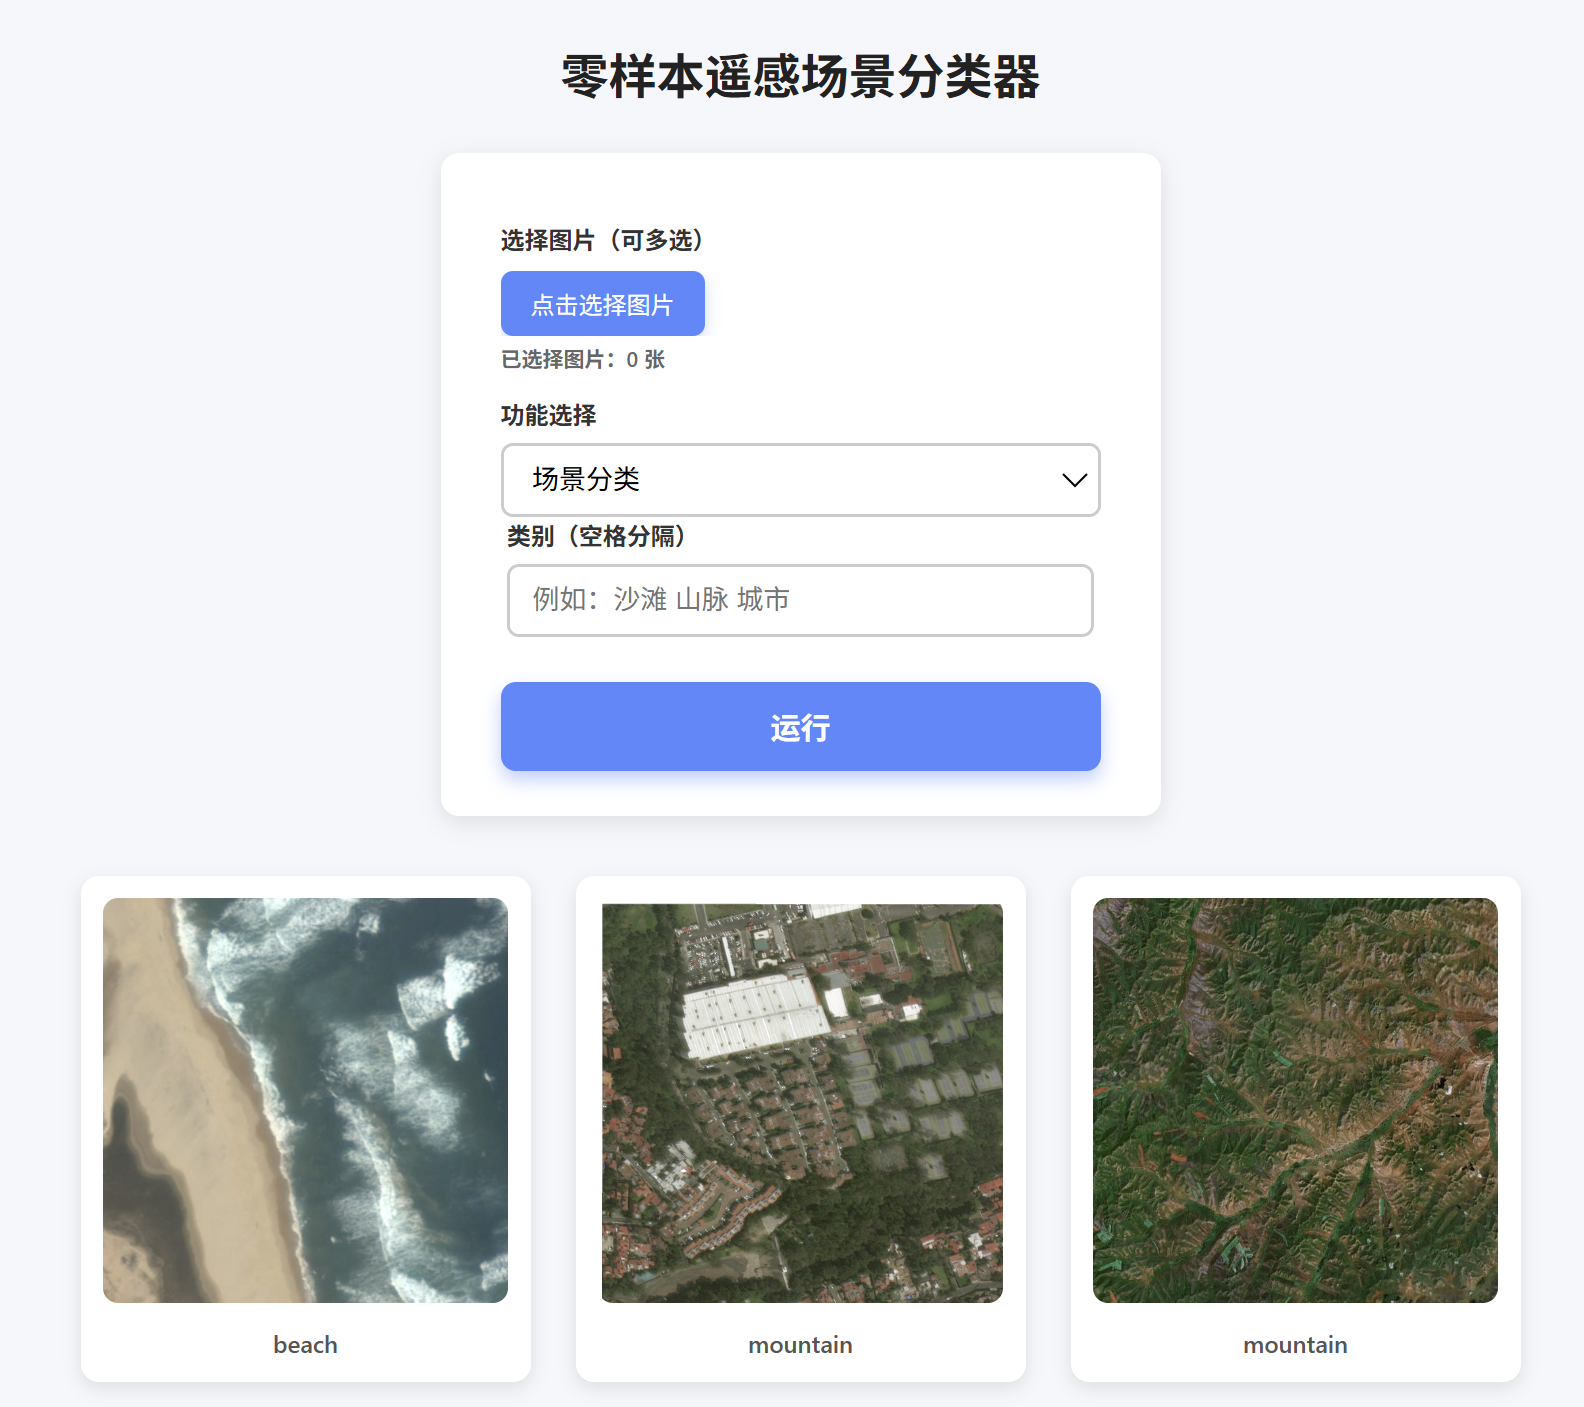 零样本遥感场景分类器
选择图片（可多选）
点击选择图片
已选择图片：0 张
功能选择
场景分类
类别（空格分隔）
例如：沙滩 山脉 城市
运行
beach
mountain
mountain